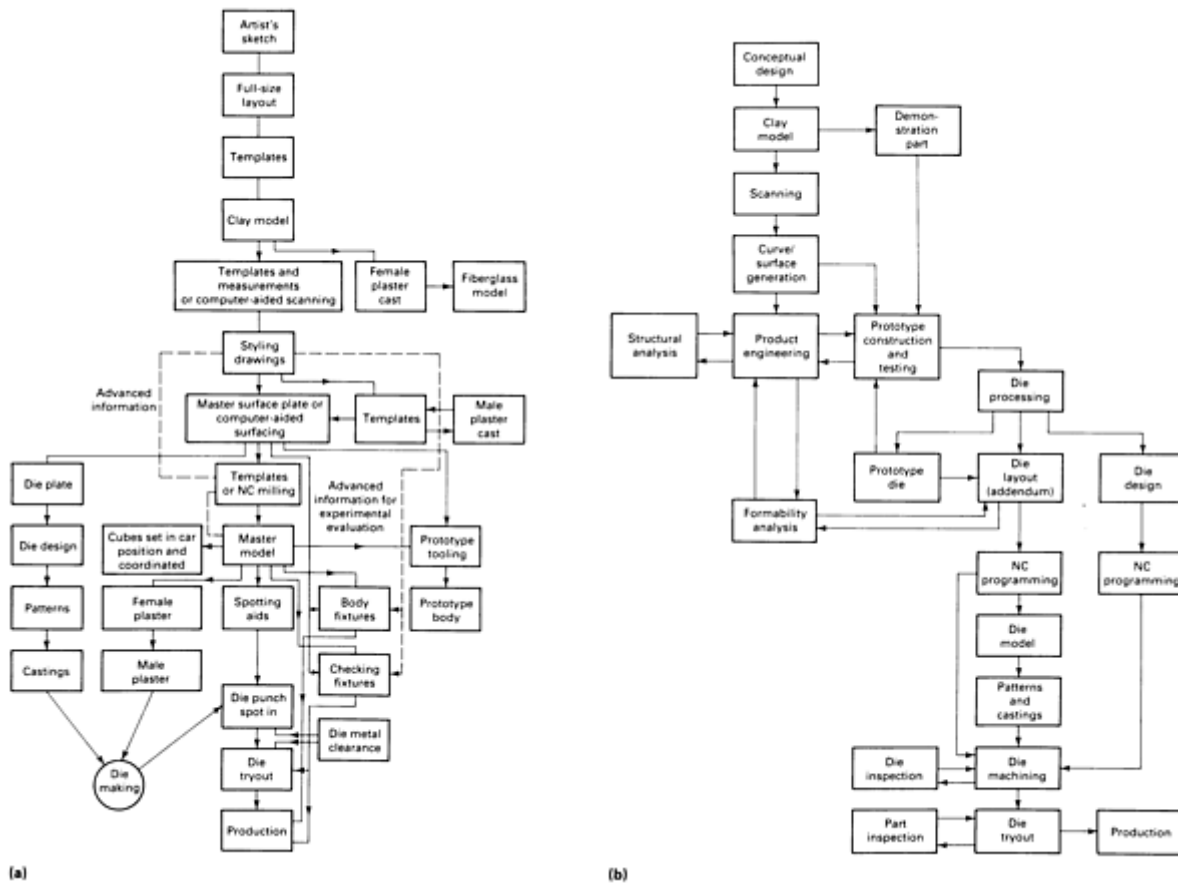 Artist's
sketch
Full-size
layout
Templates
Clay model
Templates and
measurements
or computer-aided scanning
Female
plaster
cast
Fiberglass
model
Styling
drawings
Advanced
information
Master surface plate or
computer-aided
surfacing
Templates
Male
plaster
cast
Die plate
Templates
or NC milling
Advanced
information for
experimental
evaluation
Die design
Cubes set in car
position and
coordinated
Master
model
Prototype
tooling
Patterns
Female
plaster
Spotting
aids
Body
fixtures
Prototype
body
Castings
Male
plaster
Checking
fixtures
Die punch
spot in
Die metal
clearance
Die
making
Die
tryout
Production
(a)
Conceptual
design
Clay
model
Demon-
stration
part
Scanning
Curve/
surface
generation
Structural
analysis
Product
engineering
Prototype
construction
and
testing
Die
processing
Prototype
die
Die
layout
(addendum)
Die
design
Formability
analysis
NC
programming
NC
programming
Die
model
Patterns
and
castings
Die
inspection
Die
machining
Part
inspection
Die
tryout
Production
(b)